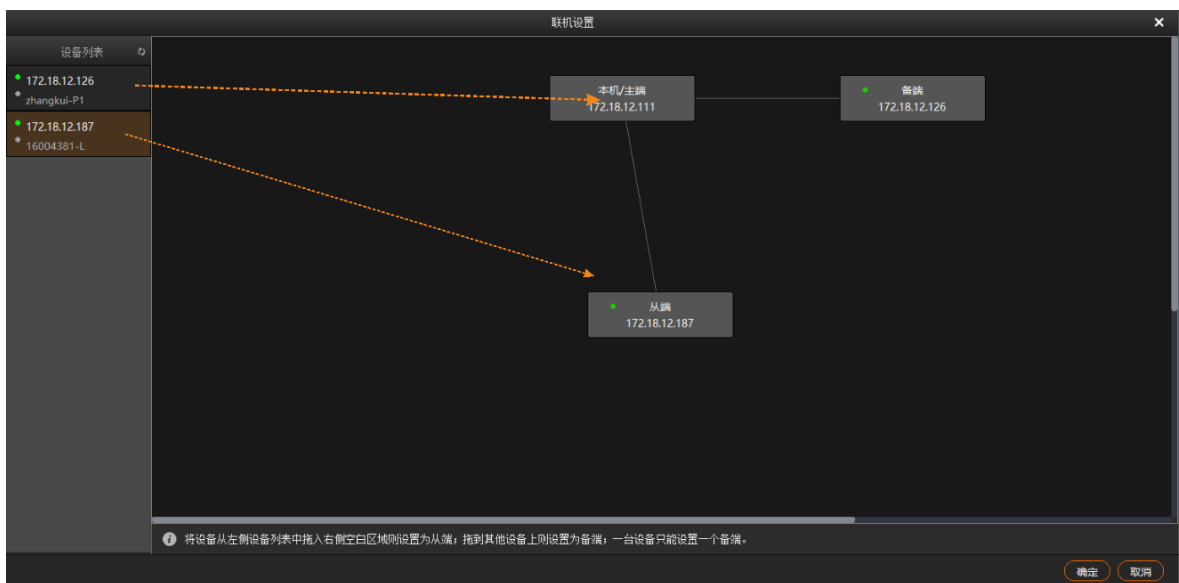 联机设置
设备列表
172.18.12.126
zhangkui-P1
172.18.12.187
16004381-L
本机/主端
172.18.12.111
备端
172.18.12.126
从端
172.18.12.187
将设备从左侧设备列表中拖入右侧空白区域则设置为从端；拖到其他设备上则设置为备端；一台设备只能设置一个备端。
确定
取消